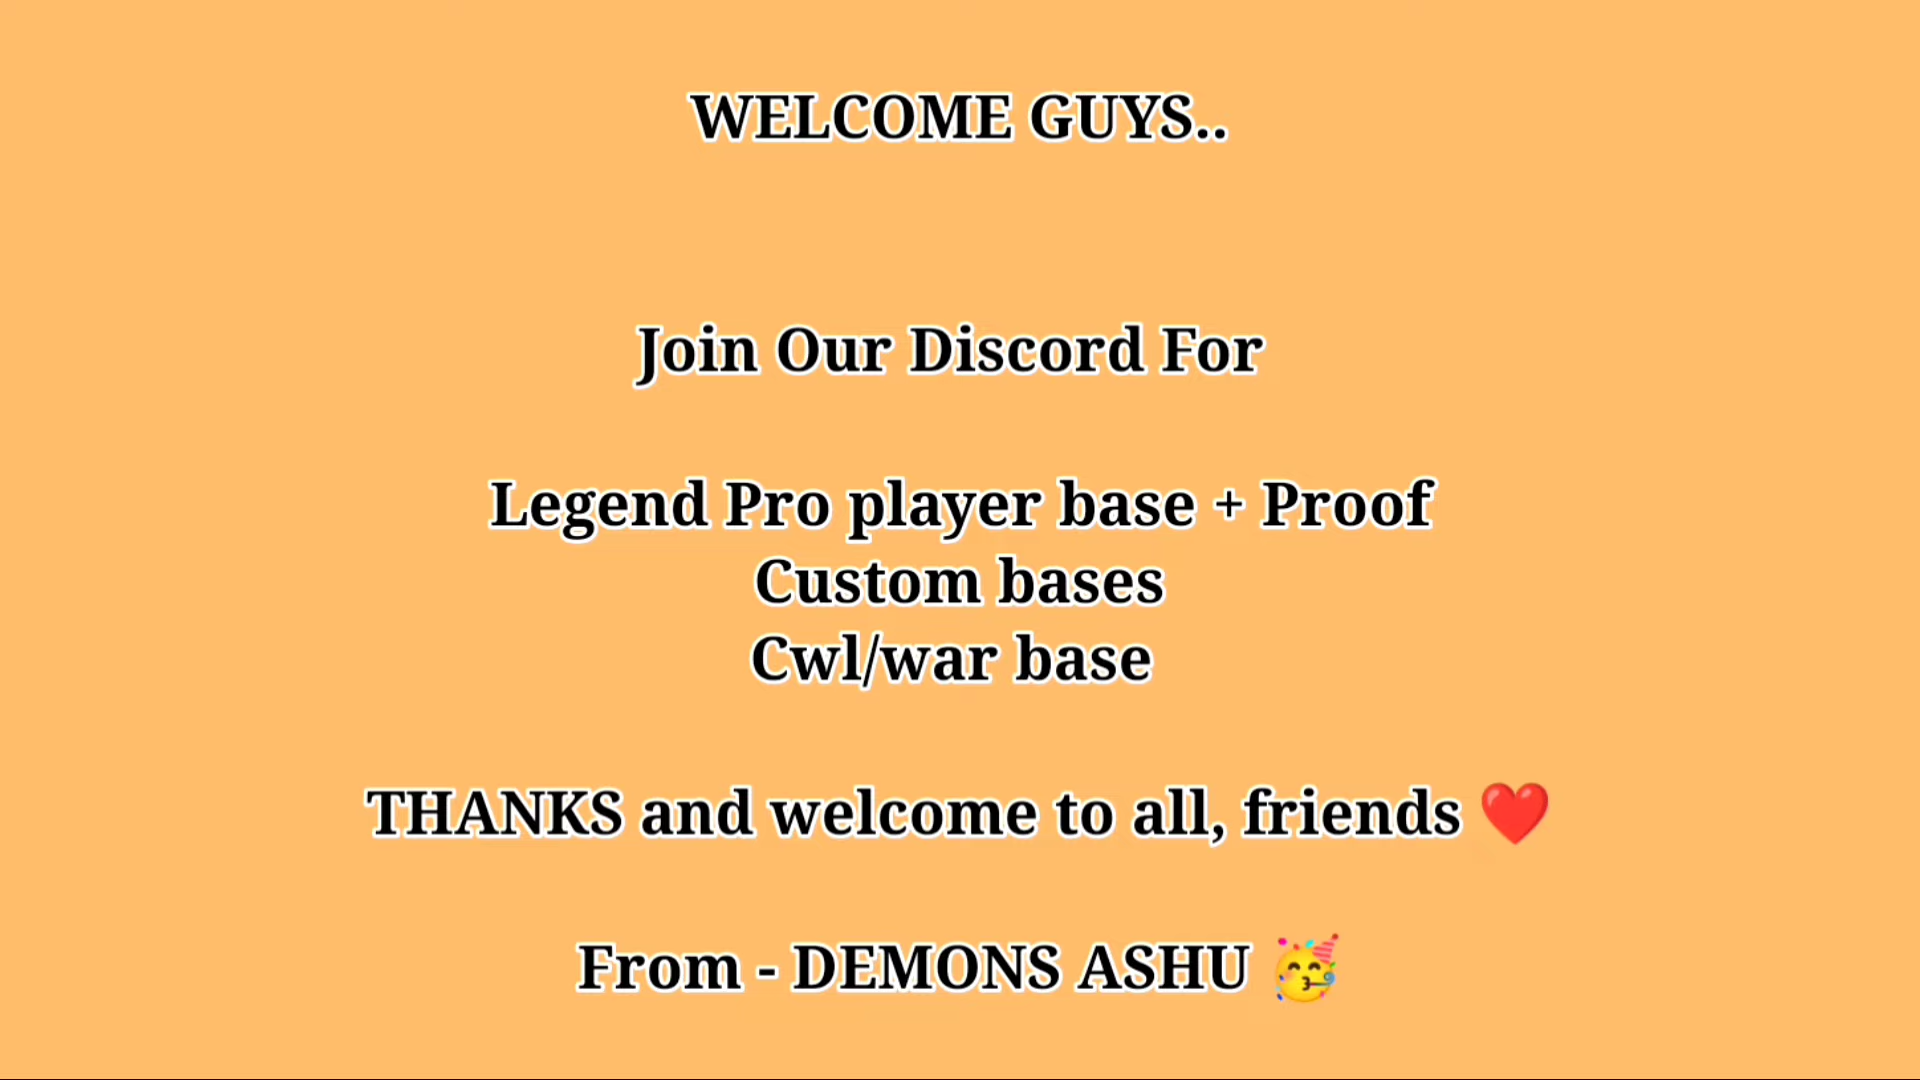 WELCOME GUYS..
Join Our Discord For
Legend Pro player base + Proof
Custom bases
Cwl/war base
THANKS and welcome to all, friends ❤️
From - DEMONS ASHU 🥳